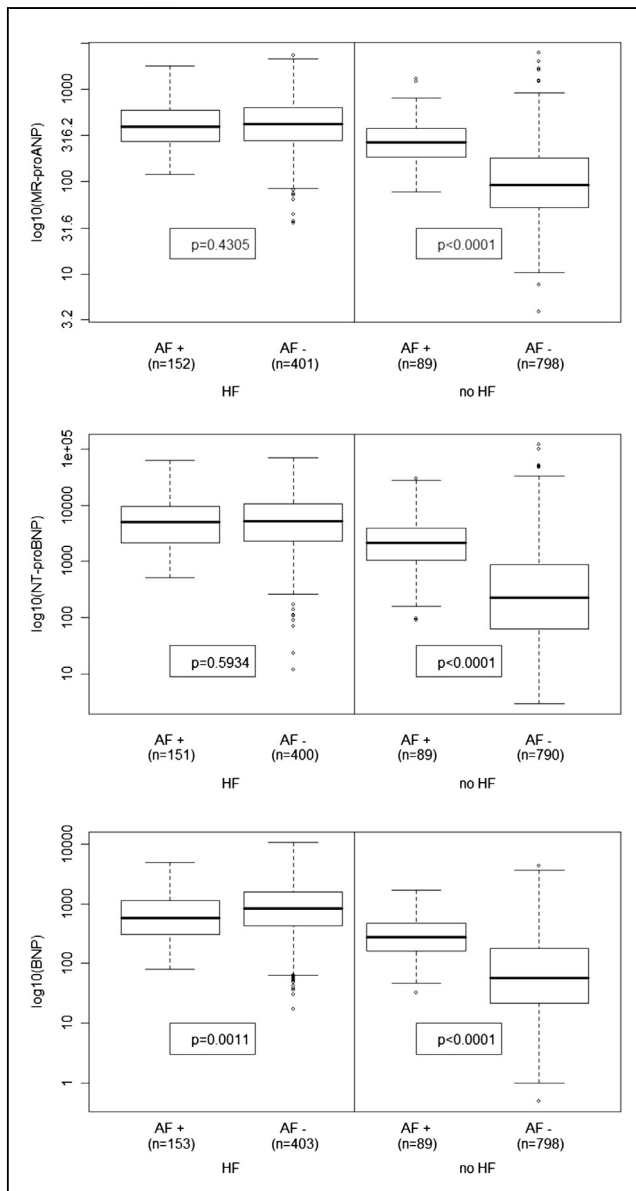 log10(MR-proANP)
1000
316.2
100
31.6
10
3.2
p=0.4305
p<0.0001
AF + AF - AF + AF -
(n=152) (n=401) (n=89) (n=798)
HF no HF
log10(NT-proBNP)
1e+05
10000
1000
100
10
p=0.5934
p<0.0001
AF + AF - AF + AF -
(n=151) (n=400) (n=89) (n=790)
HF no HF
log10(BNP)
10000
1000
100
10
1
p=0.0011
p<0.0001
AF + AF - AF + AF -
(n=153) (n=403) (n=89) (n=798)
HF no HF